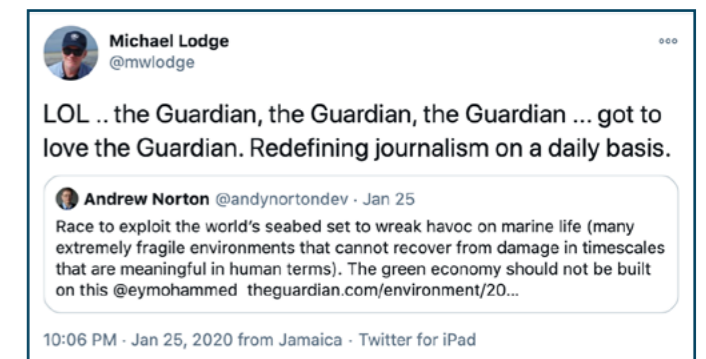 Michael Lodge
@mwlodge
LOL .. the Guardian, the Guardian, the Guardian ... got to
love the Guardian. Redefining journalism on a daily basis.
Andrew Norton @andynortondev · Jan 25
Race to exploit the world's seabed set to wreak havoc on marine life (many
extremely fragile environments that cannot recover from damage in timescales
that are meaningful in human terms). The green economy should not be built
on this @eymohammed theguardian.com/environment/20...
10:06 PM · Jan 25, 2020 from Jamaica · Twitter for iPad